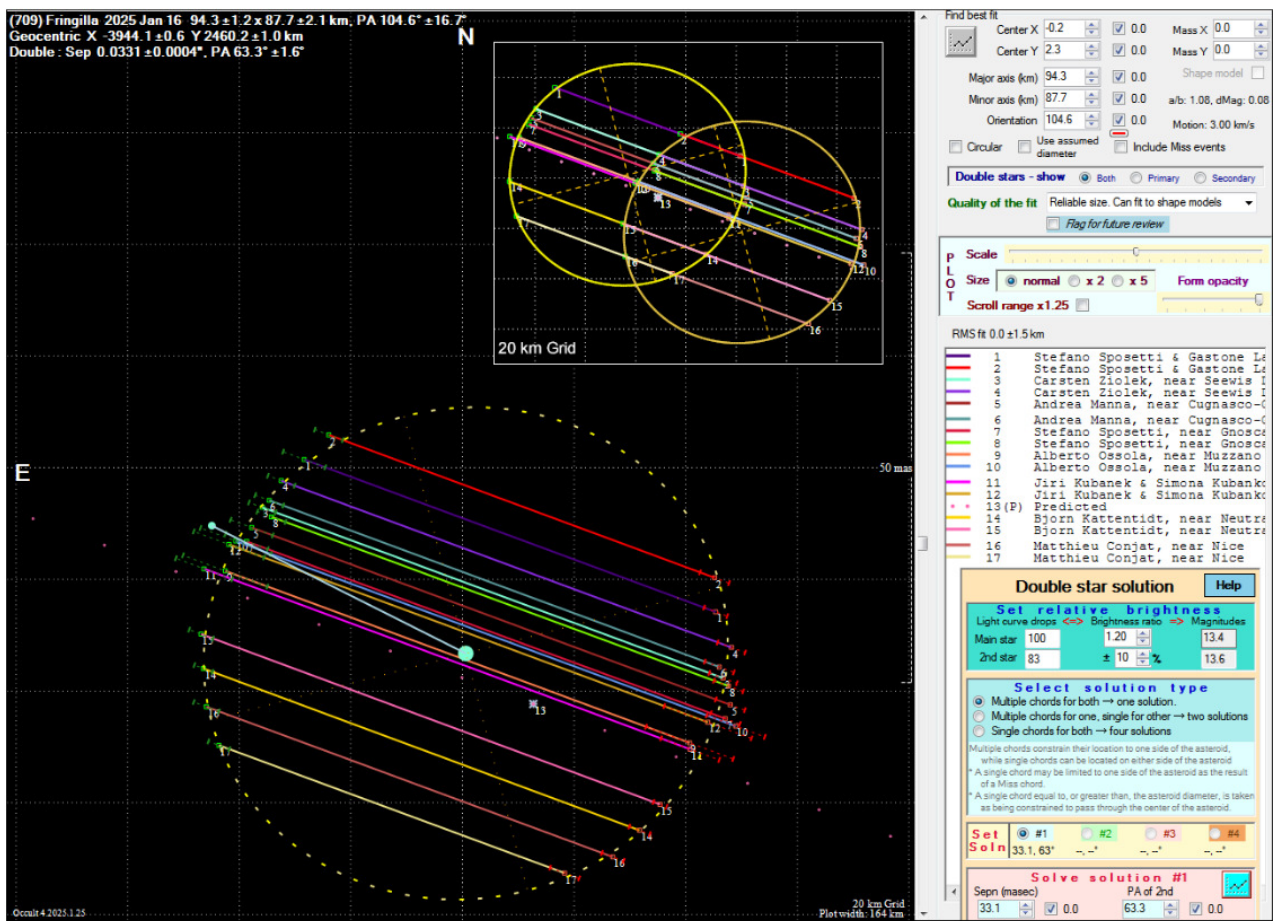 (709) Fringilla 2025 Jan 16 94.3 ±1.2 x 87.7 ±2.1 km, PA 104.6° ±16.7°
Geocentric X -3944.1 ±0.6 Y 2460.2 ±1.0 km
Double : Sep 0.0331 ±0.0004", PA 63.3° ±1.6°
N
E
20 km Grid
50 mas
Occult 4.2025.1.25
20 km Grid
Plot width: 164 km
Find best fit
Center X -0.2 0.0 Mass X 0.0
Center Y 2.3 0.0 Mass Y 0.0
Major axis (km) 94.3 0.0 Shape model
Minor axis (km) 87.7 0.0 a/b: 1.08, dMag: 0.08
Orientation 104.6 0.0 Motion: 3.00 km/s
Circular Use assumed diameter Include Miss events
Double stars - show Both Primary Secondary
Quality of the fit Reliable size. Can fit to shape models
Flag for future review
PLOT
Scale
Size normal x 2 x 5 Form opacity
Scroll range x1.25
RMS fit 0.0 ±1.5 km
1 Stefano Sposetti & Gastone La
2 Stefano Sposetti & Gastone La
3 Carsten Ziolek, near Seewis
4 Carsten Ziolek, near Seewis
5 Andrea Manna, near Cugnasco-
6 Andrea Manna, near Cugnasco-
7 Stefano Sposetti, near Gnosca
8 Stefano Sposetti, near Gnosca
9 Alberto Ossola, near Muzzano
10 Alberto Ossola, near Muzzano
11 Jiri Kubanek & Simona Kubank
12 Jiri Kubanek & Simona Kubank
13(P) Predicted
14 Bjorn Kattentidt, near Neutra
15 Bjorn Kattentidt, near Neutra
16 Matthieu Conjat, near Nice
17 Matthieu Conjat, near Nice
Double star solution Help
Set relative brightness
Light curve drops <=> Brightness ratio => Magnitudes
Main star 100 1.20 13.4
2nd star 83 ± 10 % 13.6
Select solution type
Multiple chords for both → one solution.
Multiple chords for one, single for other → two solutions
Single chords for both → four solutions
Multiple chords constrain their location to one side of the asteroid,
while single chords can be located on either side of the asteroid
* A single chord may be limited to one side of the asteroid as the result
of a Miss chord.
* A single chord equal to, or greater than, the asteroid diameter, is taken
as being constrained to pass through the center of the asteroid.
Set Soln #1 #2 #3 #4
33.1, 63° --, --° --, --° --, --°
Solve solution #1
Sepn (masec) PA of 2nd
33.1 0.0 63.3 0.0